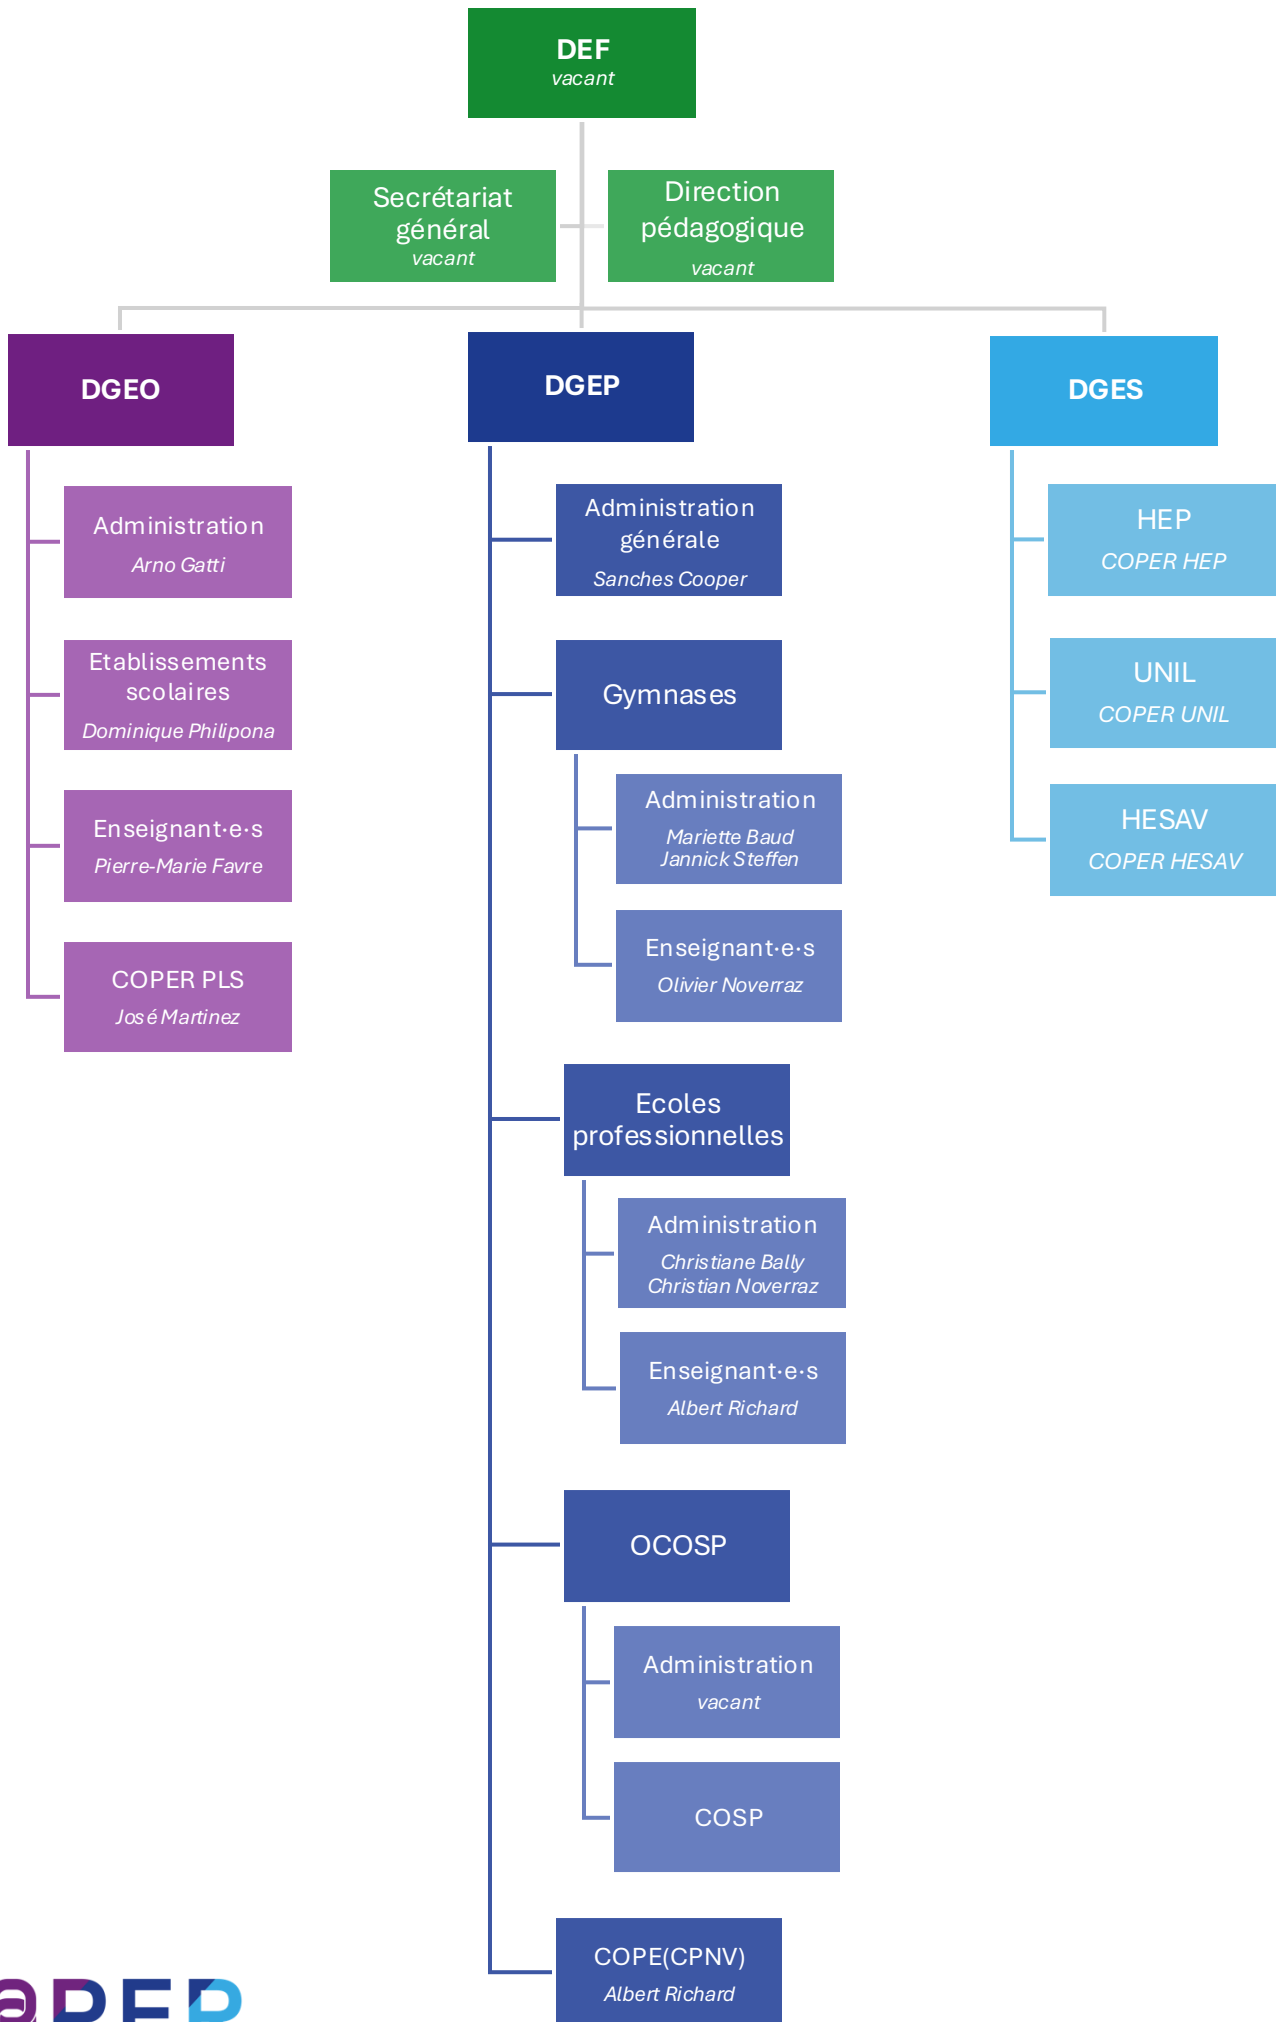 DEF
vacant
Secrétariat
général
vacant
Direction
pédagogique
vacant
DGEO
Administration
Arno Gatti
Etablissements
scolaires
Dominique Philipona
Enseignant·e·s
Pierre-Marie Favre
COPER PLS
José Martinez
DGEP
Administration
générale
Sanches Cooper
Gymnases
Administration
Mariette Baud
Jannick Steffen
Enseignant·e·s
Olivier Noverraz
Ecoles
professionnelles
Administration
Christiane Bally
Christian Noverraz
Enseignant·e·s
Albert Richard
OCOSP
Administration
vacant
COSP
COPE(CPNV)
Albert Richard
DGES
HEP
COPER HEP
UNIL
COPER UNIL
HESAV
COPER HESAV